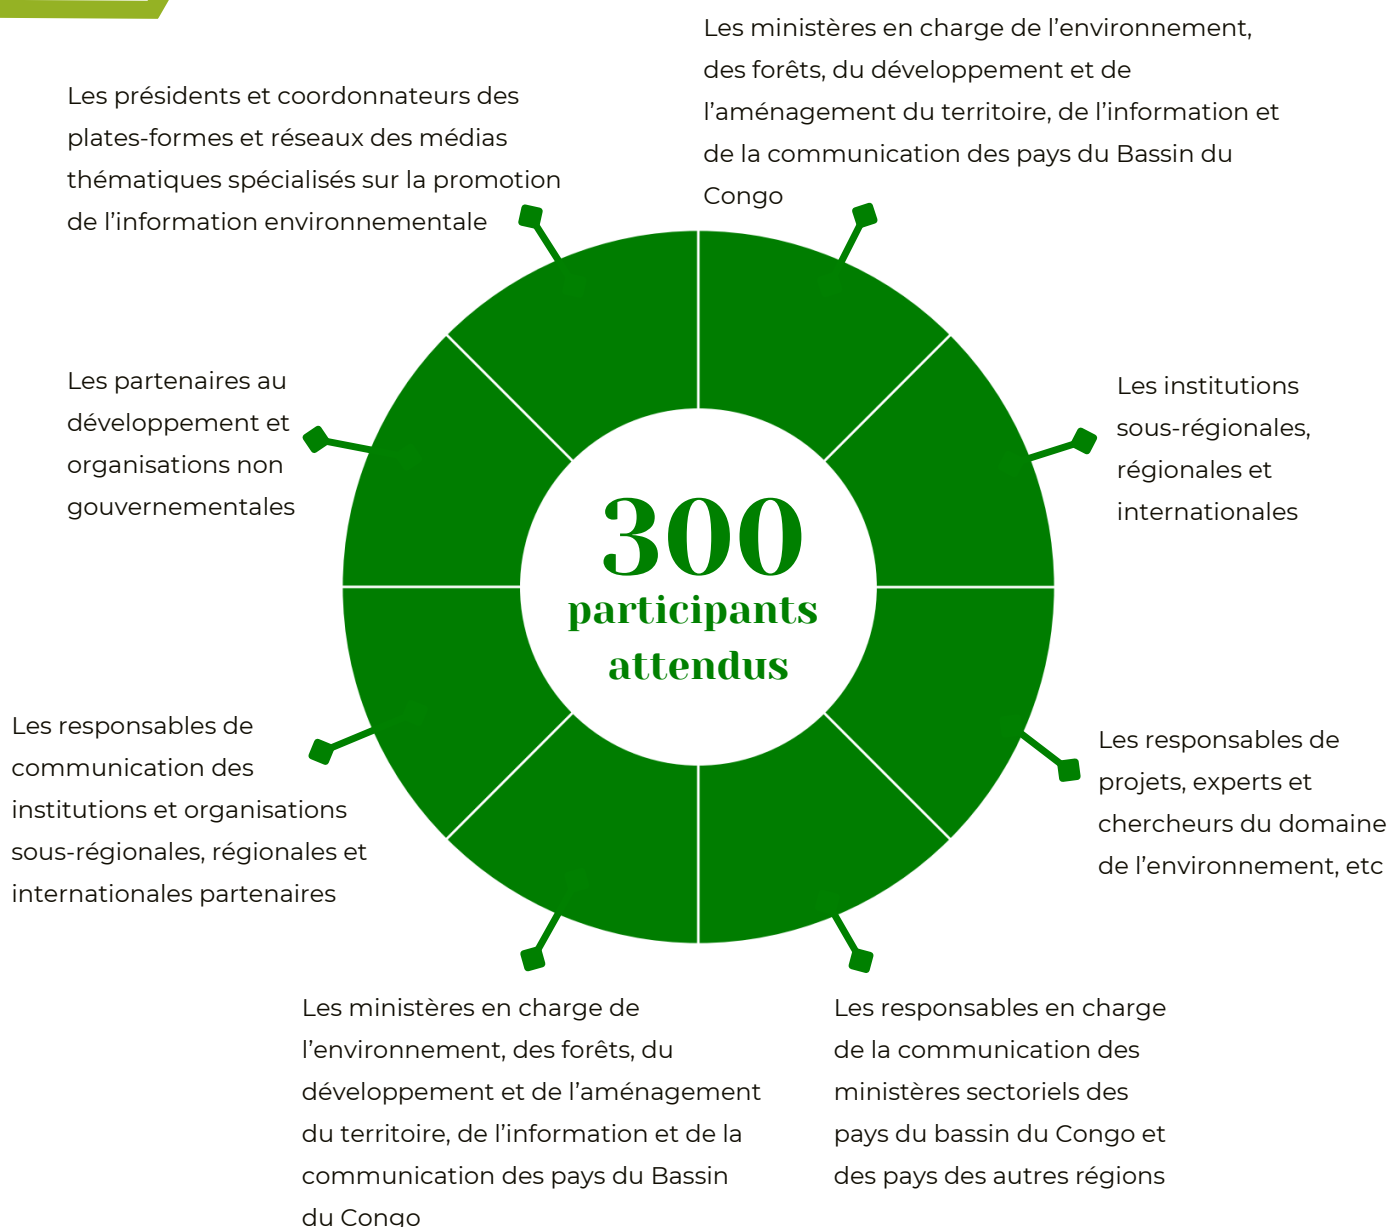 Les ministères en charge de l’environnement,
des forêts, du développement et de
l’aménagement du territoire, de l’information et
de la communication des pays du Bassin du
Congo
Les présidents et coordonnateurs des
plates-formes et réseaux des médias
thématiques spécialisés sur la promotion
de l’information environnementale
Les partenaires au
développement et
organisations non
gouvernementales
Les institutions
sous-régionales,
régionales et
internationales
300
participants
attendus
Les responsables de
communication des
institutions et organisations
sous-régionales, régionales et
internationales partenaires
Les responsables de
projets, experts et
chercheurs du domaine
de l’environnement, etc
Les ministères en charge de
l’environnement, des forêts, du
développement et de l’aménagement
du territoire, de l’information et de la
communication des pays du Bassin
du Congo
Les responsables en charge
de la communication des
ministères sectoriels des
pays du bassin du Congo et
des pays des autres régions